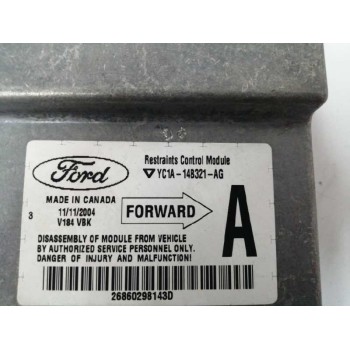 Ford
Restraints Control Module
YC1A-14B321-AG
MADE IN CANADA
11/11/2004
V184 VBK
3
FORWARD
A
DISASSEMBLY OF MODULE FROM VEHICLE
BY AUTHORIZED SERVICE PERSONNEL ONLY.
DANGER OF INJURY AND MALFUNCTION!
26860298143D